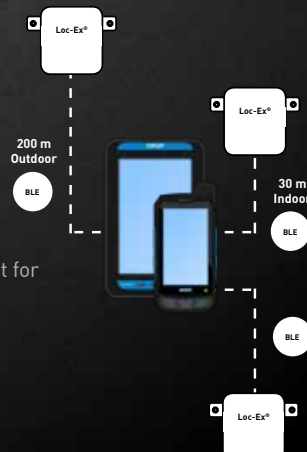 Loc-Ex®
Loc-Ex®
200 m
Outdoor
BLE
30 m
Indoor
BLE
t for
BLE
Loc-Ex®